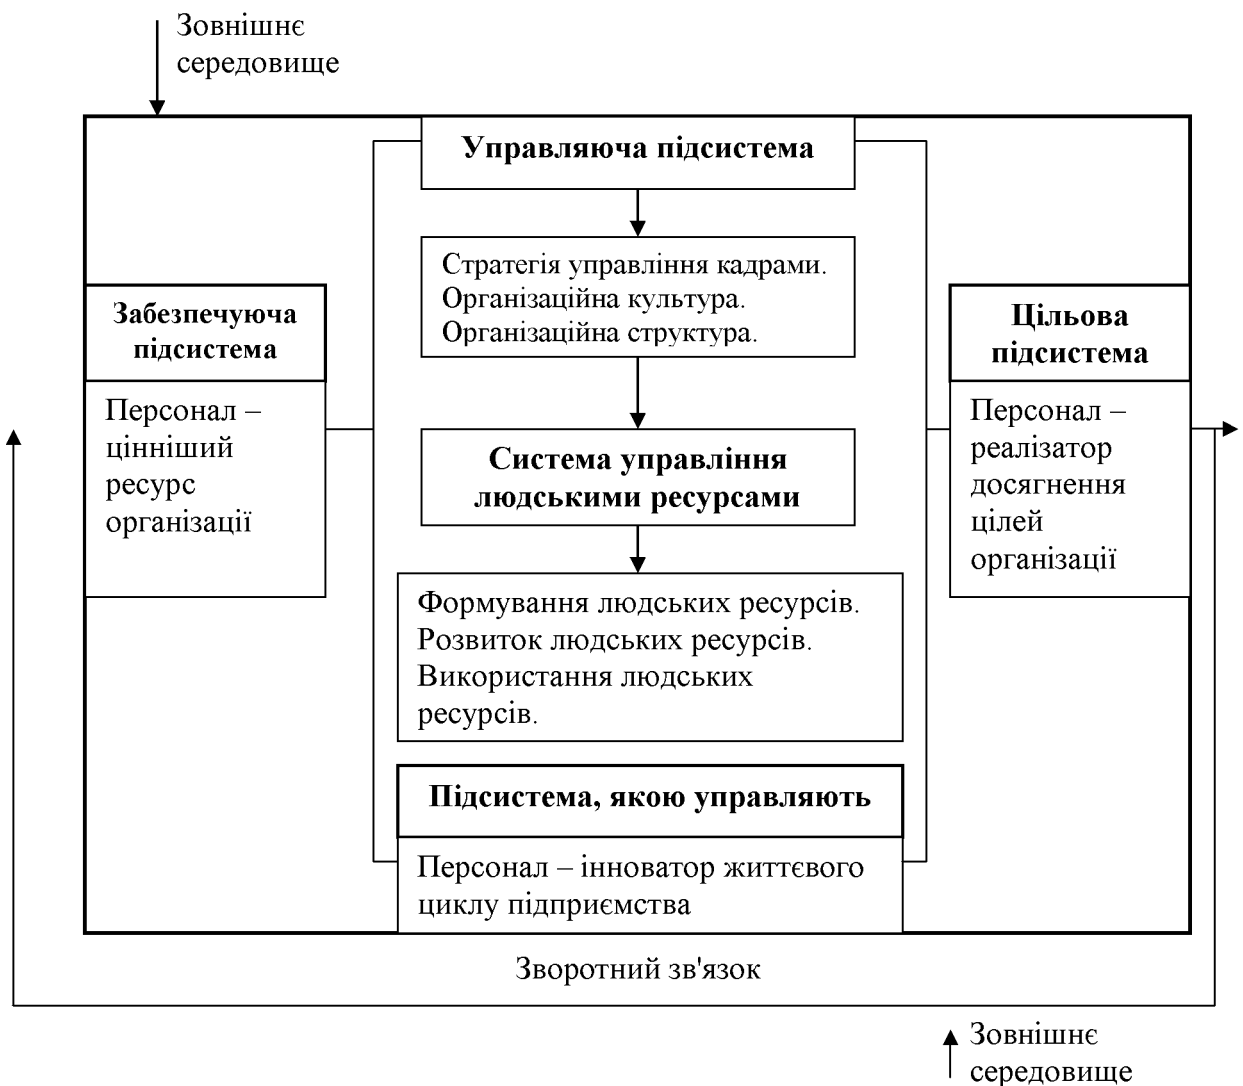 Зовнішнє
середовище
Управляюча підсистема
Стратегія управління кадрами.
Організаційна культура.
Організаційна структура.
Забезпечуюча
підсистема
Персонал –
цінніший
ресурс
організації
Цільова
підсистема
Персонал –
реалізатор
досягнення
цілей
організації
Система управління
людськими ресурсами
Формування людських ресурсів.
Розвиток людських ресурсів.
Використання людських
ресурсів.
Підсистема, якою управляють
Персонал – інноватор життєвого
циклу підприємства
Зворотний зв'язок
Зовнішнє
середовище